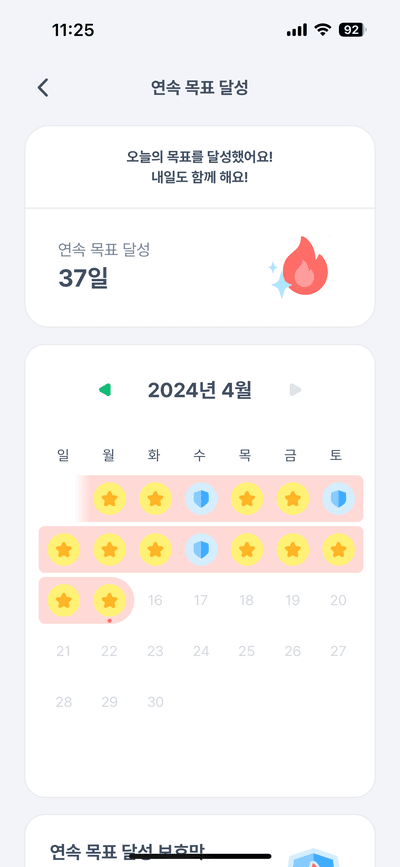 11:25
92
연속 목표 달성
오늘의 목표를 달성했어요!
내일도 함께 해요!
연속 목표 달성
37일
2024년 4월
일 월 화 수 목 금 토
16 17 18 19 20
21 22 23 24 25 26 27
28 29 30
연속 목표 달성 보호막